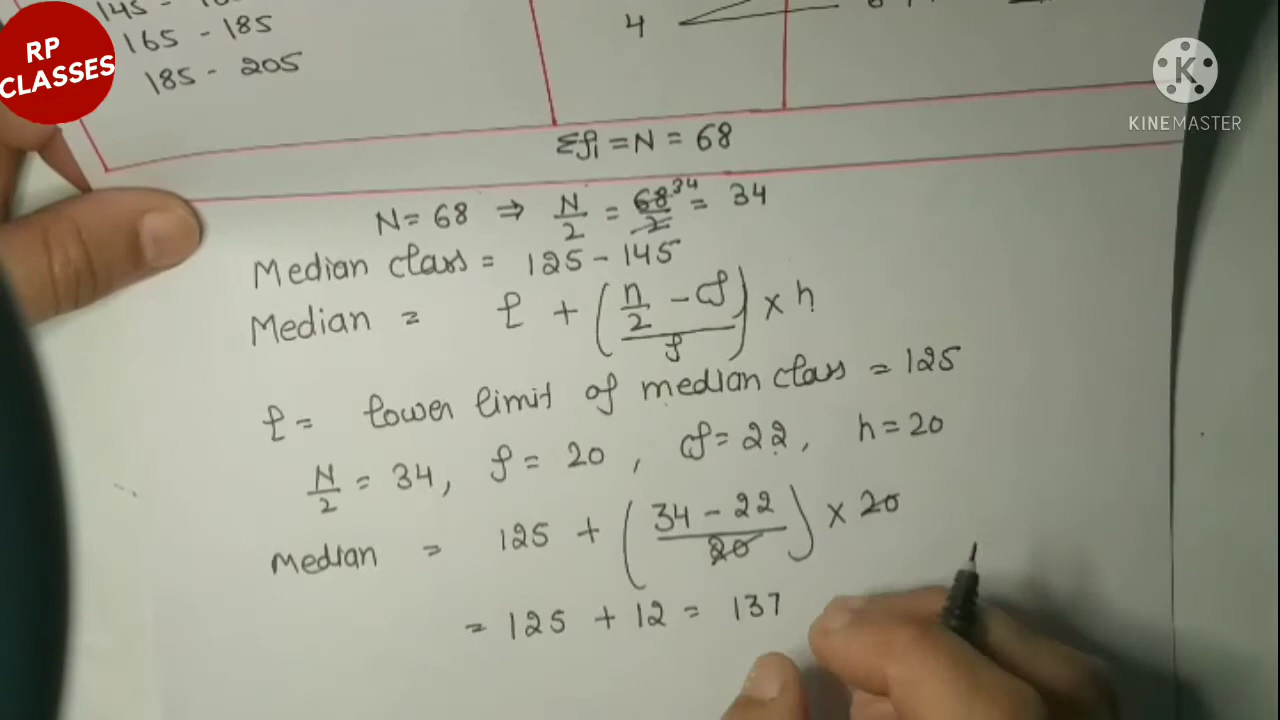 145 -
165 - 185
185 - 205
RP
CLASSES
4
K
KINEMASTER
Σfi = N = 68
N = 68 ⇒ N/2 = 68/2 34 = 34
Median class = 125 - 145
Median = l + (n/2 - cf / f) × h
l = lower limit of median class = 125
N/2 = 34, f = 20, cf = 22, h = 20
median = 125 + (34 - 22 / 20) × 20
= 125 + 12 = 137